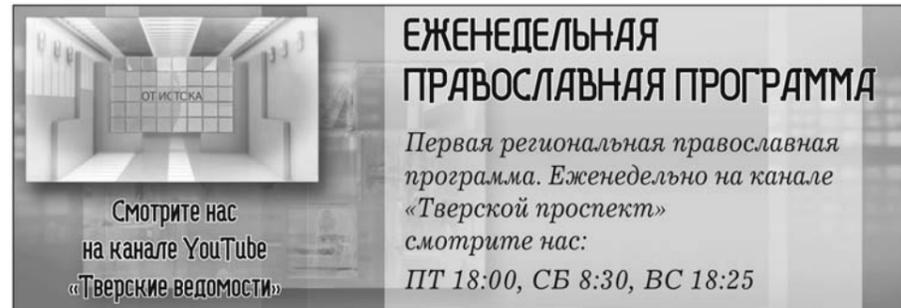 ОТ ИСТСКА
Смотрите нас
на канале YouTube
«Тверские ведомости»
ЕЖЕНЕДЕЛЬНАЯ
ПРАВОСЛАВНАЯ ПРОГРАММА
Первая региональная православная
программа. Еженедельно на канале
«Тверской проспект»
смотрите нас:
ПТ 18:00, СБ 8:30, ВС 18:25